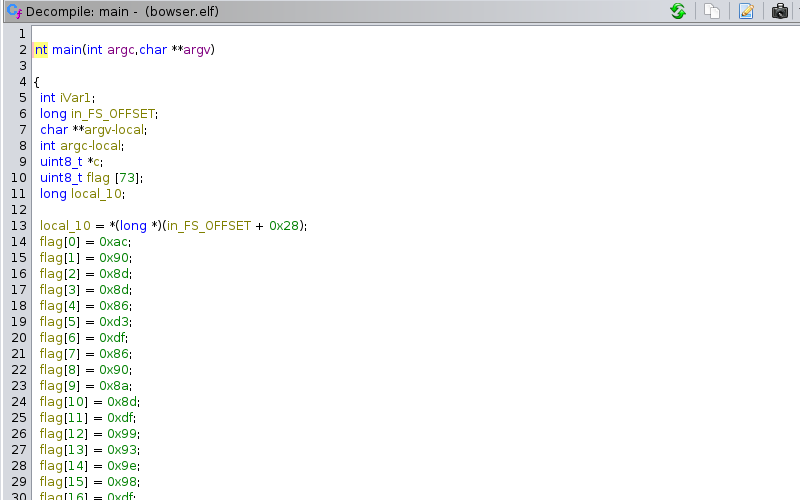 Decompile: main - (bowser.elf)
1
2 nt main(int argc,char **argv)
3
4 {
5 int iVar1;
6 long in_FS_OFFSET;
7 char **argv-local;
8 int argc-local;
9 uint8_t *c;
10 uint8_t flag [73];
11 long local_10;
12
13 local_10 = *(long *)(in_FS_OFFSET + 0x28);
14 flag[0] = 0xac;
15 flag[1] = 0x90;
16 flag[2] = 0x8d;
17 flag[3] = 0x8d;
18 flag[4] = 0x86;
19 flag[5] = 0xd3;
20 flag[6] = 0xdf;
21 flag[7] = 0x86;
22 flag[8] = 0x90;
23 flag[9] = 0x8a;
24 flag[10] = 0x8d;
25 flag[11] = 0xdf;
26 flag[12] = 0x99;
27 flag[13] = 0x93;
28 flag[14] = 0x9e;
29 flag[15] = 0x98;
30 flag[16] = 0xdf;